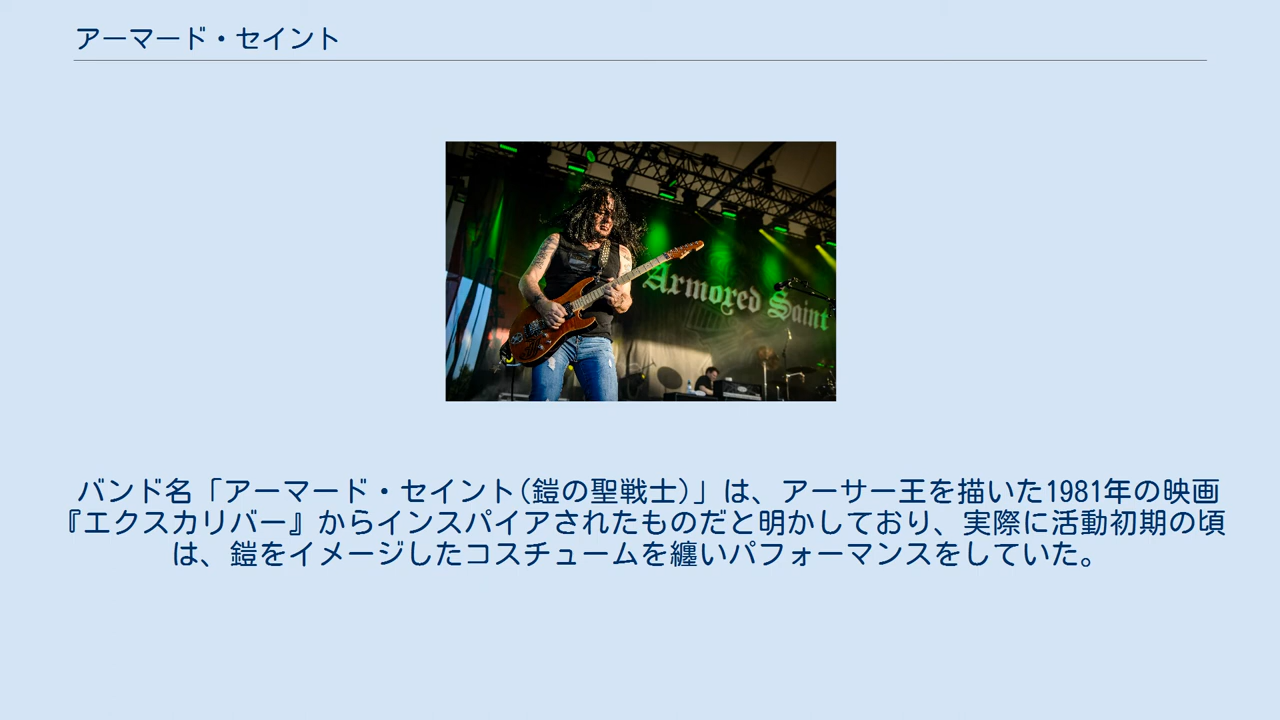 アーマード・セイント
Armored Saint
バンド名「アーマード・セイント(鎧の聖戦士)」は、アーサー王を描いた1981年の映画
『エクスカリバー』からインスパイアされたものだと明かしており、実際に活動初期の頃
は、鎧をイメージしたコスチュームを纏いパフォーマンスをしていた。